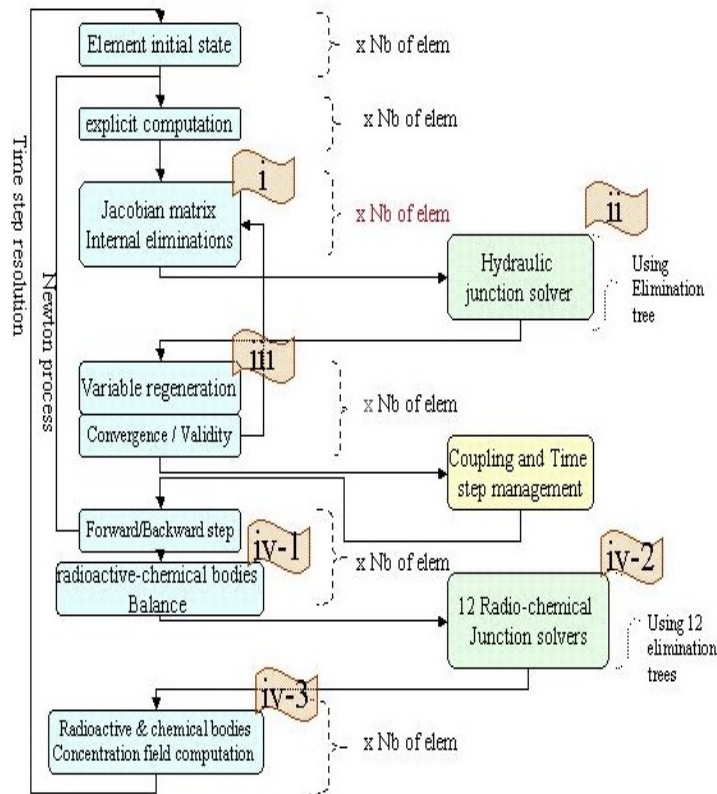 Element initial state
x Nb of elem
explicit computation
x Nb of elem
i
Jacobian matrix
Internal eliminations
x Nb of elem
ii
Hydraulic
junction solver
Using
Elimination
tree
Time step resolution
Newton process
iii
Variable regeneration
Convergence / Validity
x Nb of elem
Coupling and Time
step management
Forward/Backward step
iv-1
radioactive-chemical bodies
Balance
x Nb of elem
iv-2
12 Radio-chemical
Junction solvers
Using 12
elimination
trees
iv-3
Radioactive & chemical bodies
Concentration field computation
x Nb of elem